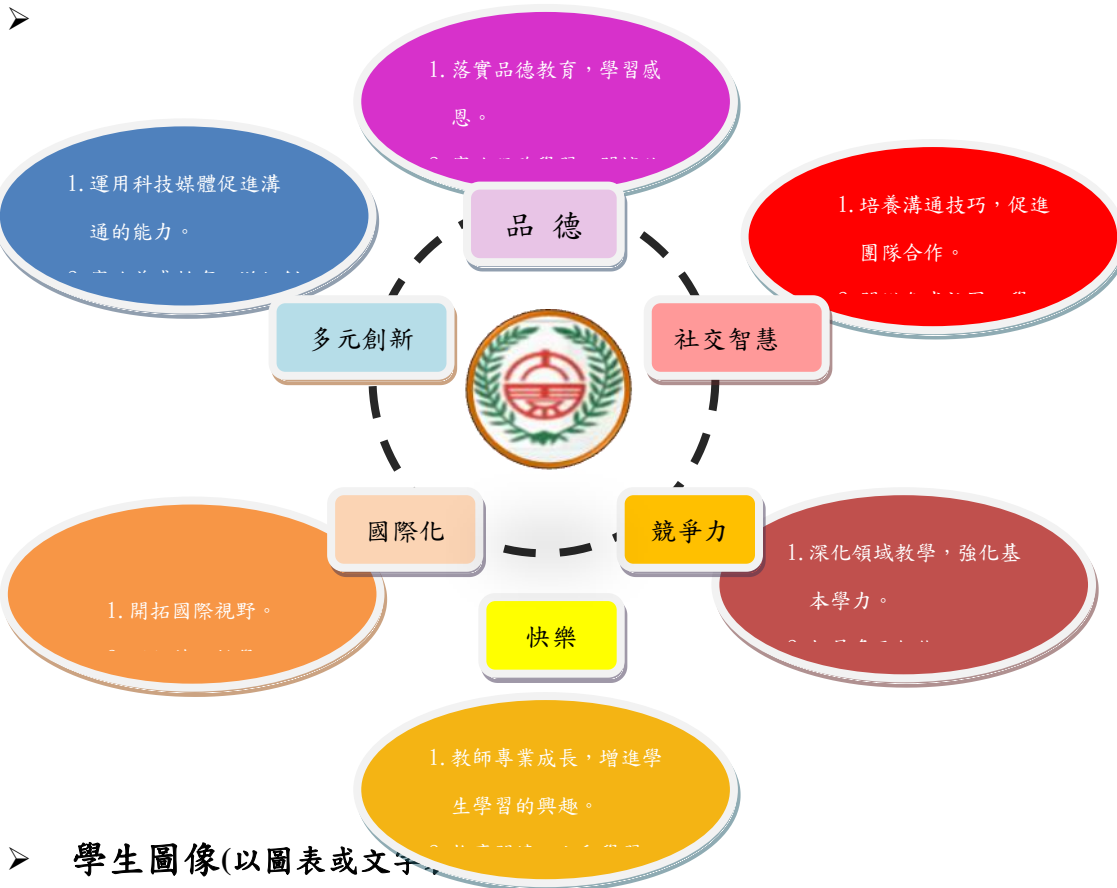 ➢
1. 落實品德教育，學習感
恩。
品 德
1. 運用科技媒體促進溝
通的能力。
多元創新
1. 培養溝通技巧，促進
團隊合作。
社交智慧
國際化
1. 開拓國際視野。
競爭力
1. 深化領域教學，強化基
本學力。
快樂
1. 教師專業成長，增進學
生學習的興趣。
➢ 學生圖像(以圖表或文字